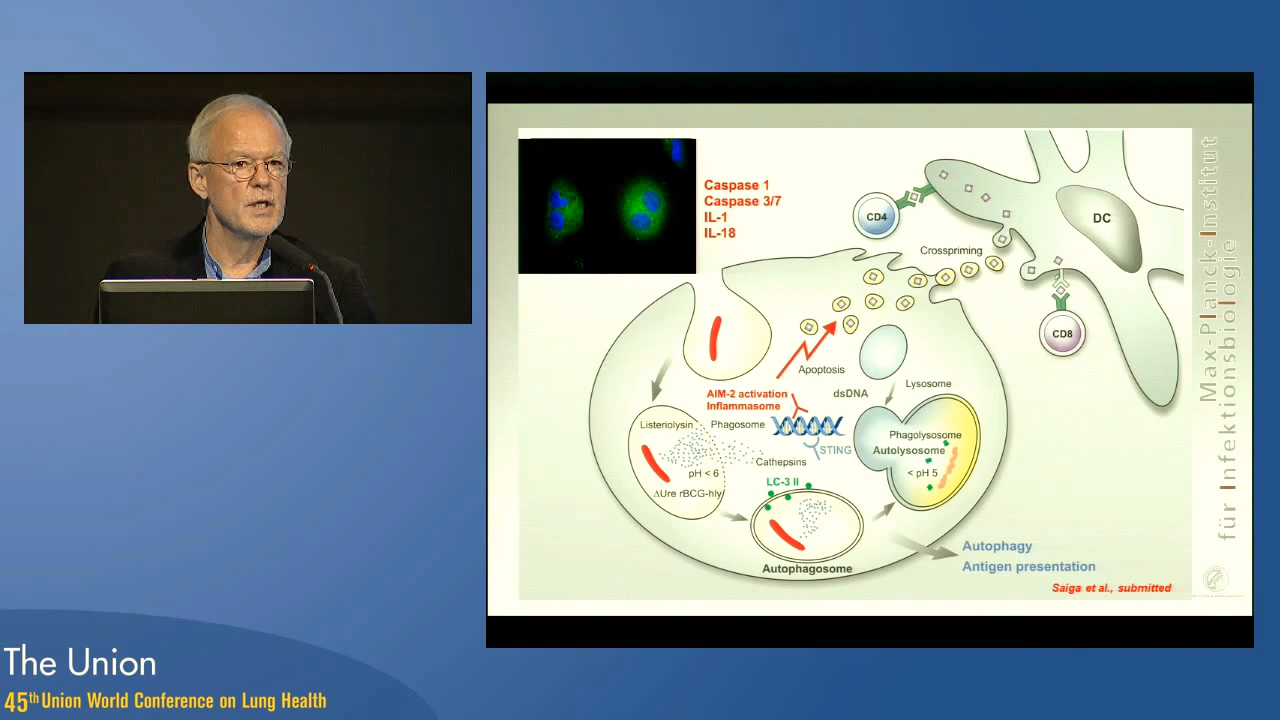 Caspase 1
Caspase 3/7
IL-1
IL-18
CD4
DC
Crosspriming
CD8
Apoptosis
Lysosome
AIM-2 activation
Inflammasome
dsDNA
Listeriolysin
Phagosome
Phagolysosome
STING
Autolysosome
Cathepsins
pH < 6
< pH 5
LC-3 II
ΔUre rBCG-hly
Autophagosome
Autophagy
Antigen presentation
Saiga et al., submitted
Max-Planck-Institut
für Infektionsbiologie
The Union
45th Union World Conference on Lung Health